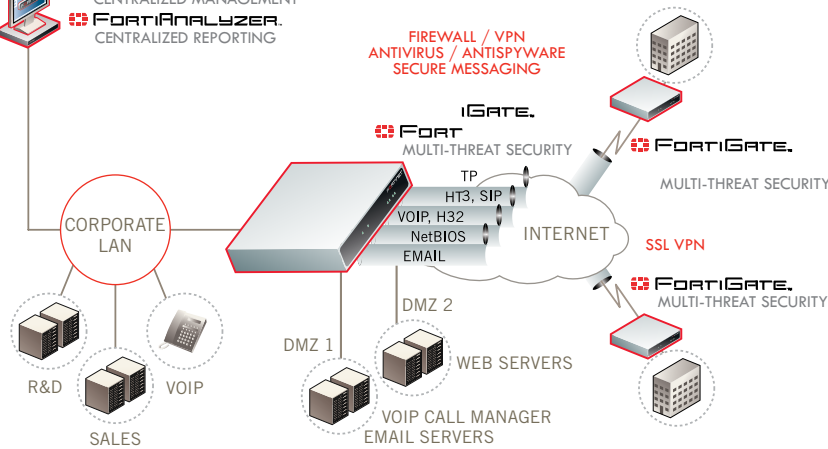 CENTRALIZED MANAGEMENT
FORTIANALYZER.
CENTRALIZED REPORTING
FIREWALL / VPN
ANTIVIRUS / ANTISPYWARE
SECURE MESSAGING
iGATE.
FORT
MULTI-THREAT SECURITY
FORTIGATE.
MULTI-THREAT SECURITY
TP
HT3, SIP
VOIP, H32
NetBIOS
EMAIL
INTERNET
CORPORATE
LAN
SSL VPN
FORTIGATE.
MULTI-THREAT SECURITY
DMZ 2
DMZ 1
WEB SERVERS
R&D
VOIP
VOIP CALL MANAGER
EMAIL SERVERS
SALES